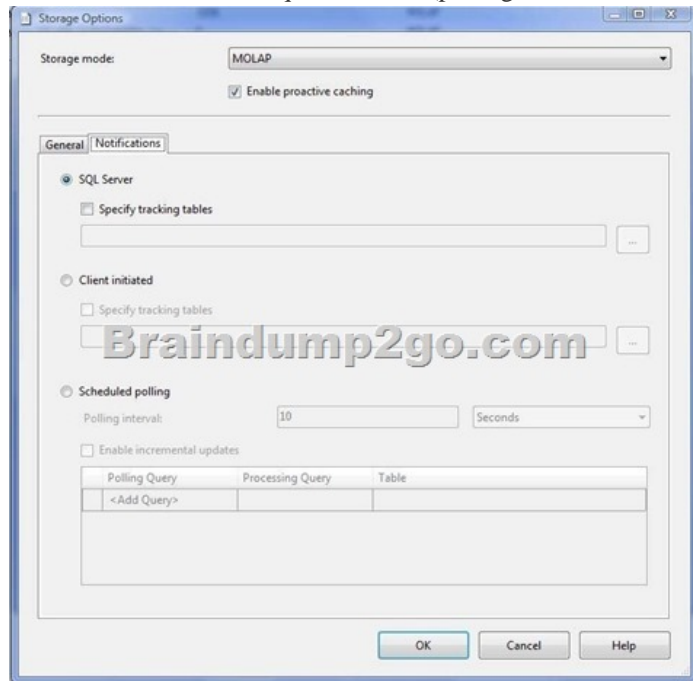 Storage Options
Storage mode:
MOLAP
Enable proactive caching
General
Notifications
SQL Server
Specify tracking tables
...
Client initiated
Specify tracking tables
...
Braindump2go.com
Scheduled polling
Polling interval:
10
Seconds
Enable incremental updates
Polling Query
Processing Query
Table
<Add Query>
OK
Cancel
Help